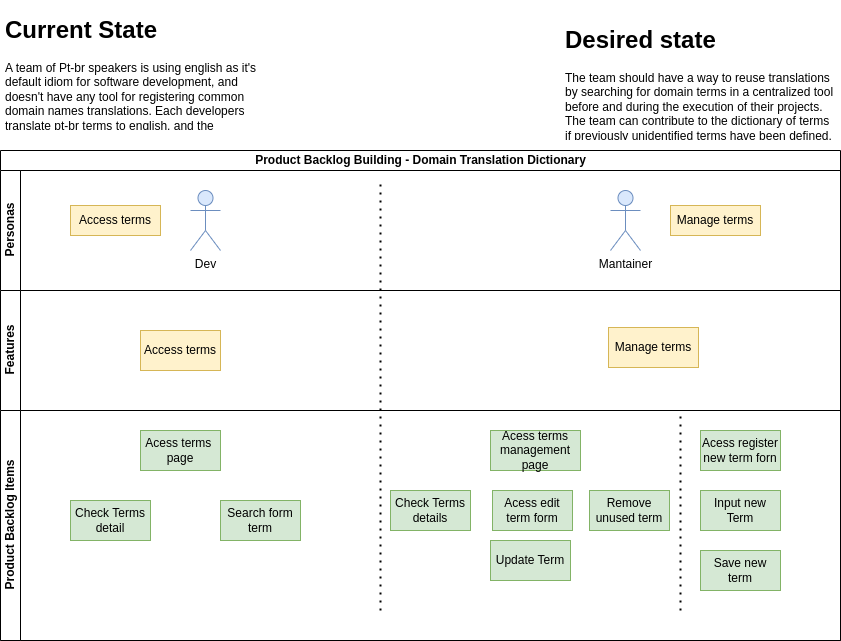 Current State
A team of Pt-br speakers is using english as it's
default idiom for software development, and
doesn't have any tool for registering common
domain names translations. Each developers
translate pt-br terms to english, and the
Desired state
The team should have a way to reuse translations
by searching for domain terms in a centralized tool
before and during the execution of their projects.
The team can contribute to the dictionary of terms
if previously unidentified terms have been defined.
Product Backlog Building - Domain Translation Dictionary
Personas
Access terms
Dev
Mantainer
Manage terms
Features
Access terms
Manage terms
Product Backlog Items
Acess terms
page
Check Terms
detail
Search form
term
Acess terms
management
page
Check Terms
details
Acess edit
term form
Remove
unused term
Update Term
Acess register
new term forn
Input new
Term
Save new
term